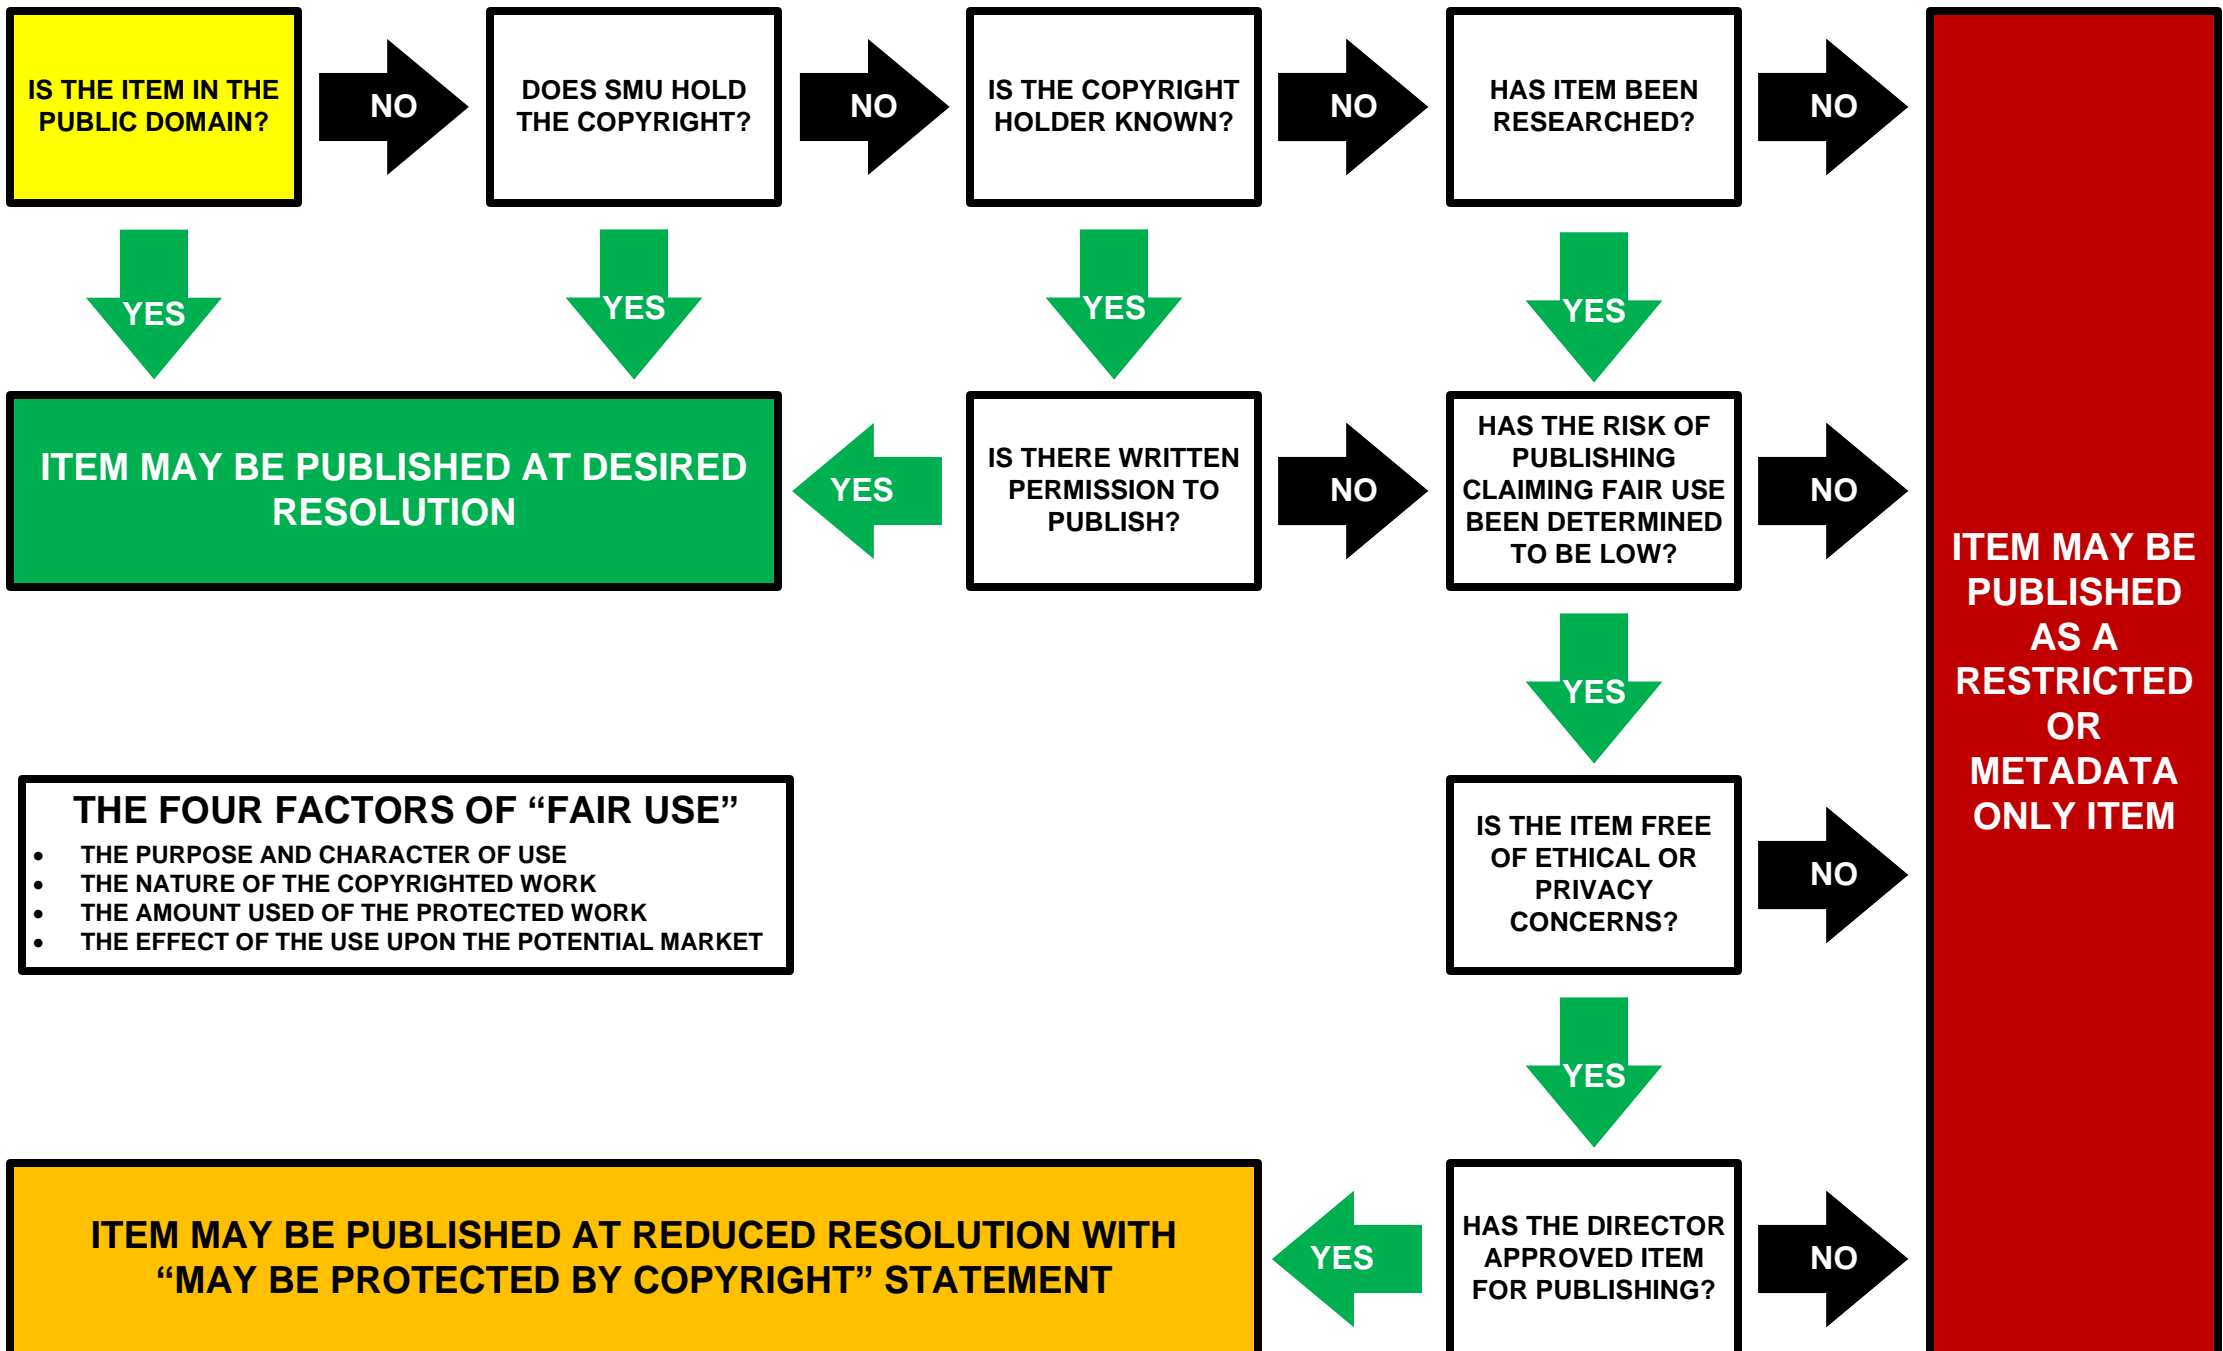 IS THE ITEM IN THE
PUBLIC DOMAIN?
NO
DOES SMU HOLD
THE COPYRIGHT?
NO
IS THE COPYRIGHT
HOLDER KNOWN?
NO
HAS ITEM BEEN
RESEARCHED?
NO
YES
YES
YES
YES
ITEM MAY BE PUBLISHED AT DESIRED
RESOLUTION
YES
IS THERE WRITTEN
PERMISSION TO
PUBLISH?
NO
HAS THE RISK OF
PUBLISHING
CLAIMING FAIR USE
BEEN DETERMINED
TO BE LOW?
NO
ITEM MAY BE
PUBLISHED
AS A
RESTRICTED
OR
METADATA
ONLY ITEM
YES
THE FOUR FACTORS OF “FAIR USE”
• THE PURPOSE AND CHARACTER OF USE
• THE NATURE OF THE COPYRIGHTED WORK
• THE AMOUNT USED OF THE PROTECTED WORK
• THE EFFECT OF THE USE UPON THE POTENTIAL MARKET
IS THE ITEM FREE
OF ETHICAL OR
PRIVACY
CONCERNS?
NO
YES
ITEM MAY BE PUBLISHED AT REDUCED RESOLUTION WITH
“MAY BE PROTECTED BY COPYRIGHT” STATEMENT
YES
HAS THE DIRECTOR
APPROVED ITEM
FOR PUBLISHING?
NO